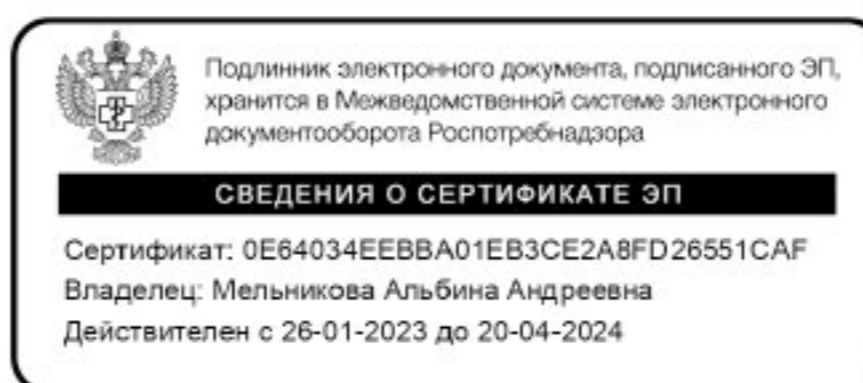 Подлинник электронного документа, подписанного ЭП,
хранится в Межведомственной системе электронного
документооборота Роспотребнадзора
СВЕДЕНИЯ О СЕРТИФИКАТЕ ЭП
Сертификат: 0E64034EEBBA01EB3CE2A8FD26551CAF
Владелец: Мельникова Альбина Андреевна
Действителен с 26-01-2023 до 20-04-2024